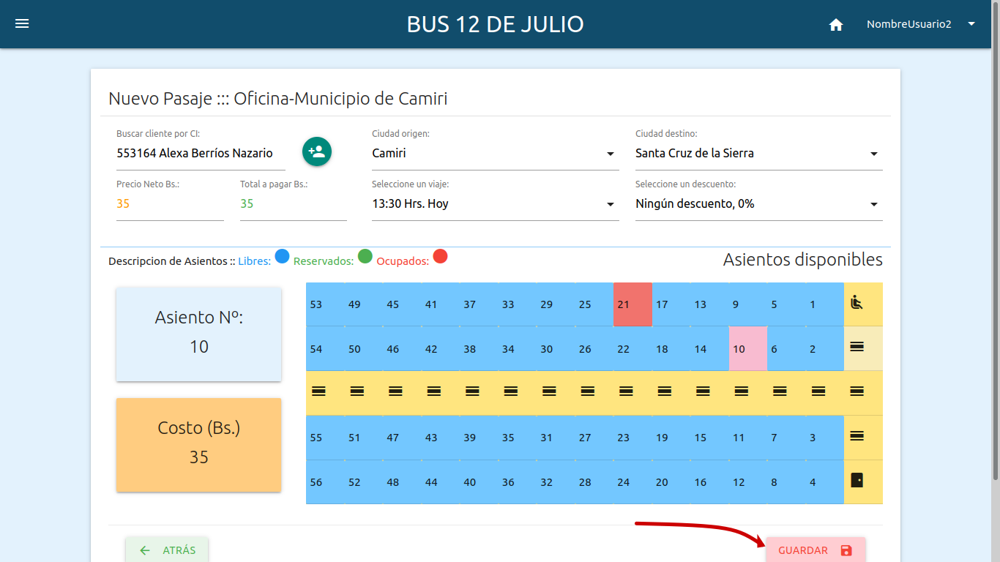 BUS 12 DE JULIO
NombreUsuario2
Nuevo Pasaje ::: Oficina-Municipio de Camiri
Buscar cliente por CI: Ciudad origen: Ciudad destino:
553164 Alexa Berríos Nazario Camiri Santa Cruz de la Sierra
Precio Neto Bs.: Total a pagar Bs.: Seleccione un viaje: Seleccione un descuento:
35 35 13:30 Hrs. Hoy Ningún descuento, 0%
Descripcion de Asientos :: Libres: Reservados: Ocupados: Asientos disponibles
Asiento Nº:
10
Costo (Bs.)
35
53 49 45 41 37 33 29 25 21 17 13 9 5 1
54 50 46 42 38 34 30 26 22 18 14 10 6 2
55 51 47 43 39 35 31 27 23 19 15 11 7 3
56 52 48 44 40 36 32 28 24 20 16 12 8 4
ATRÁS GUARDAR